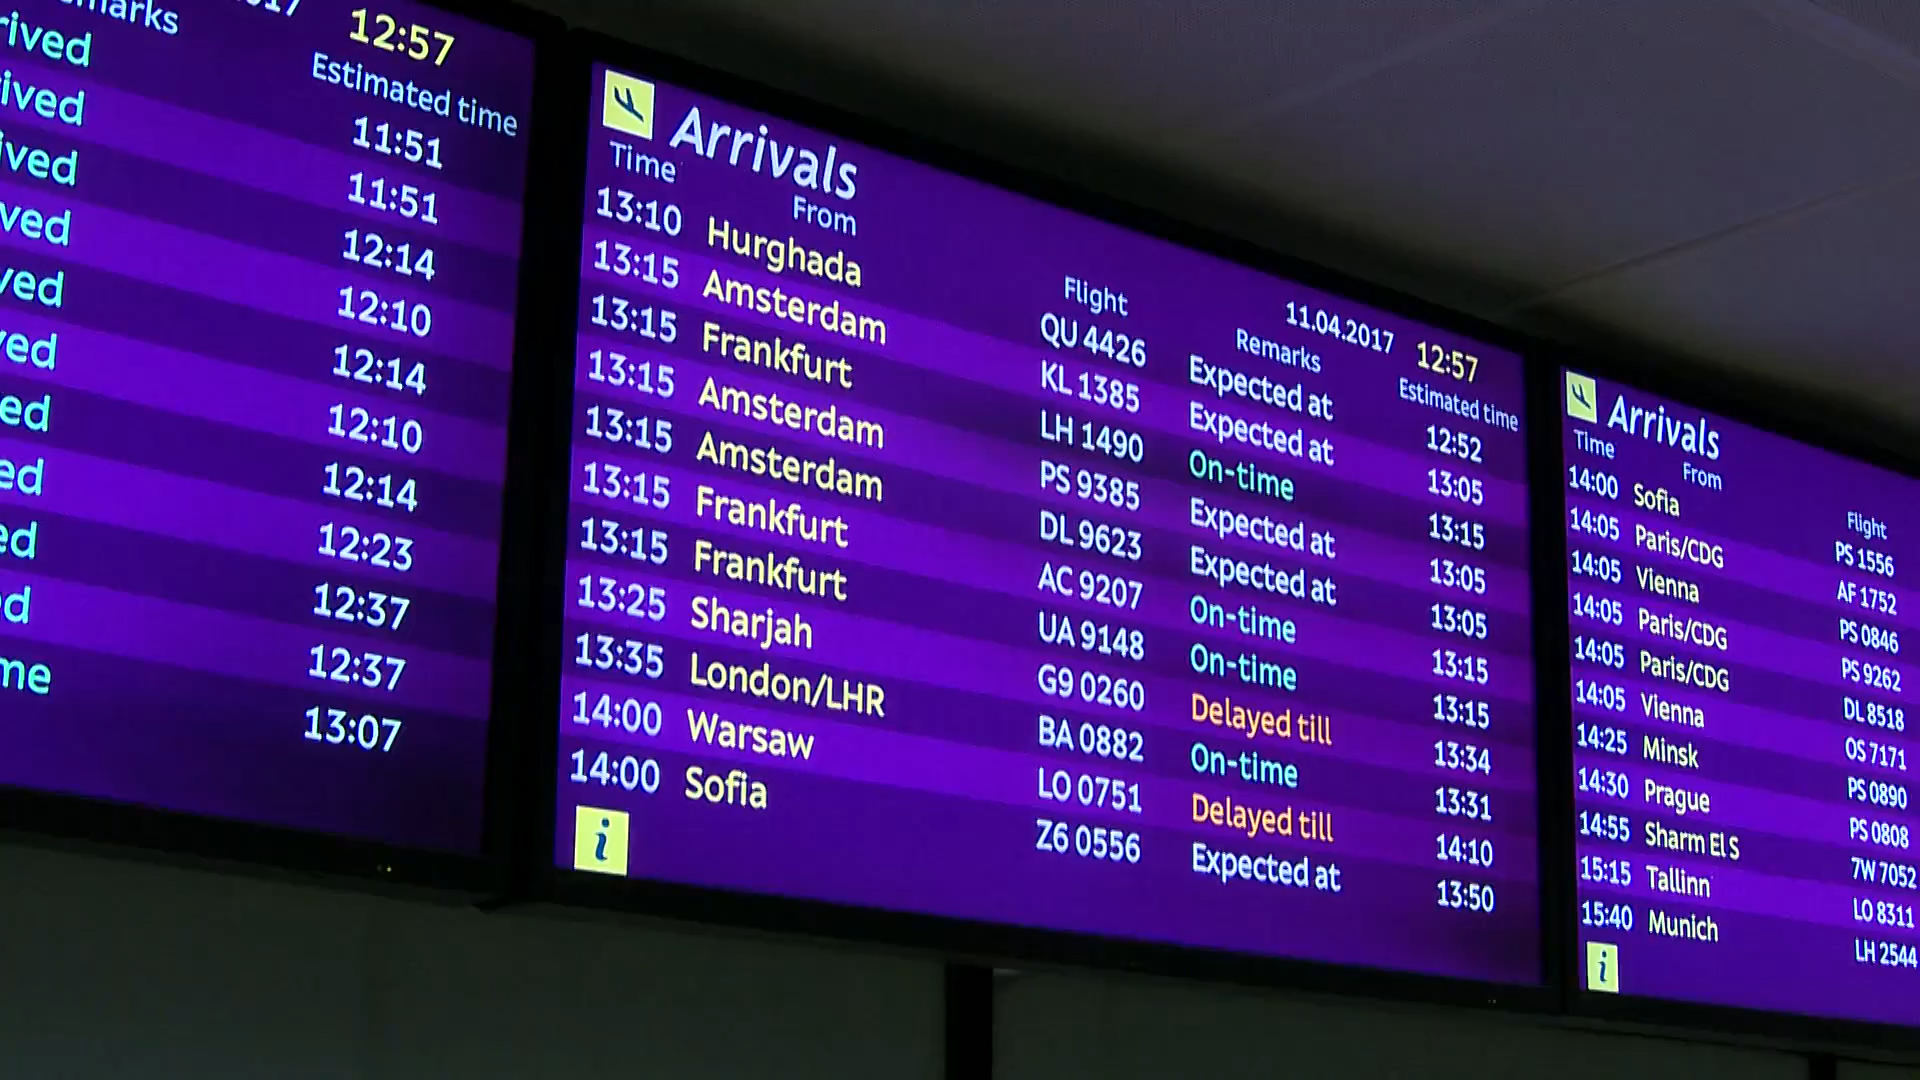 12:57
Estimated time
11:51
11:51
12:14
12:10
12:14
12:10
12:14
12:23
12:37
12:37
13:07
Arrivals 11.04.2017 12:57
Time From Flight Remarks Estimated time
13:10 Hurghada QU 4426 Expected at 12:52
13:15 Amsterdam KL 1385 Expected at 13:05
13:15 Frankfurt LH 1490 On-time 13:15
13:15 Amsterdam PS 9385 Expected at 13:05
13:15 Amsterdam DL 9623 Expected at 13:05
13:15 Frankfurt AC 9207 On-time 13:15
13:15 Frankfurt UA 9148 On-time 13:15
13:25 Sharjah G9 0260 Delayed till 13:34
13:35 London/LHR BA 0882 On-time 13:31
14:00 Warsaw LO 0751 Delayed till 14:10
14:00 Sofia Z6 0556 Expected at 13:50
i
Arrivals
Time From Flight
14:00 Sofia PS 1556
14:05 Paris/CDG AF 1752
14:05 Vienna PS 0846
14:05 Paris/CDG PS 9262
14:05 Paris/CDG DL 8518
14:05 Vienna OS 7171
14:25 Minsk PS 0890
14:30 Prague PS 0808
14:55 Sharm El S 7W 7052
15:15 Tallinn LO 8311
15:40 Munich LH 2544
i